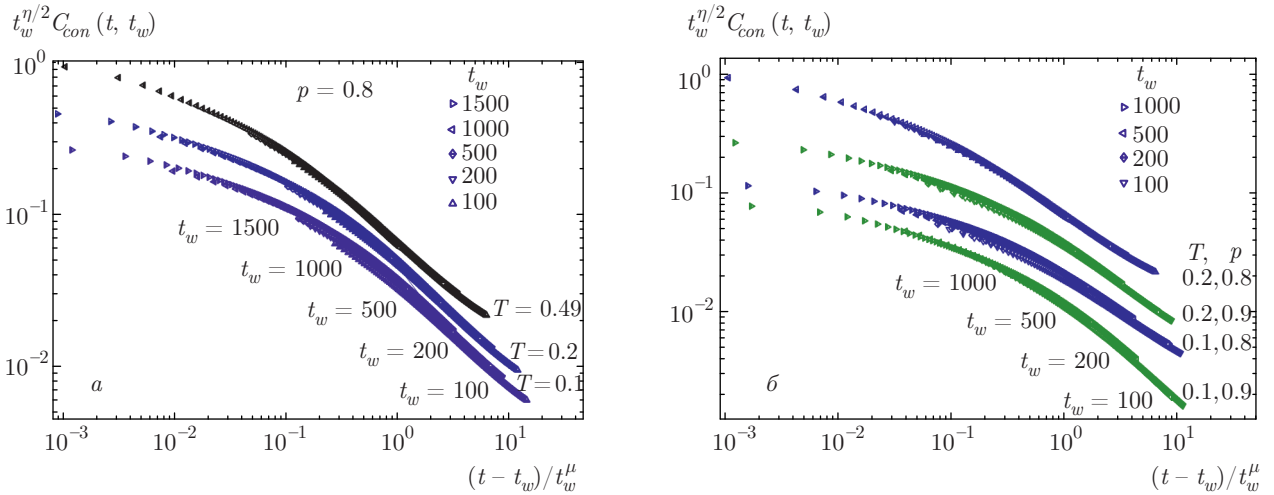 t_w^{η/2} C_{con} (t, t_w)
10^0
10^{-1}
10^{-2}
p = 0.8
t_w
1500
1000
500
200
100
t_w = 1500
t_w = 1000
t_w = 500
t_w = 200
t_w = 100
T = 0.49
T = 0.2
T = 0.1
а
10^{-3} 10^{-2} 10^{-1} 10^0 10^1
(t − t_w)/t_w^μ
t_w^{η/2} C_{con} (t, t_w)
10^0
10^{-1}
10^{-2}
t_w
1000
500
200
100
t_w = 1000
t_w = 500
t_w = 200
t_w = 100
T, p
0.2, 0.8
0.2, 0.9
0.1, 0.8
0.1, 0.9
б
10^{-3} 10^{-2} 10^{-1} 10^0 10^1
(t − t_w)/t_w^μ